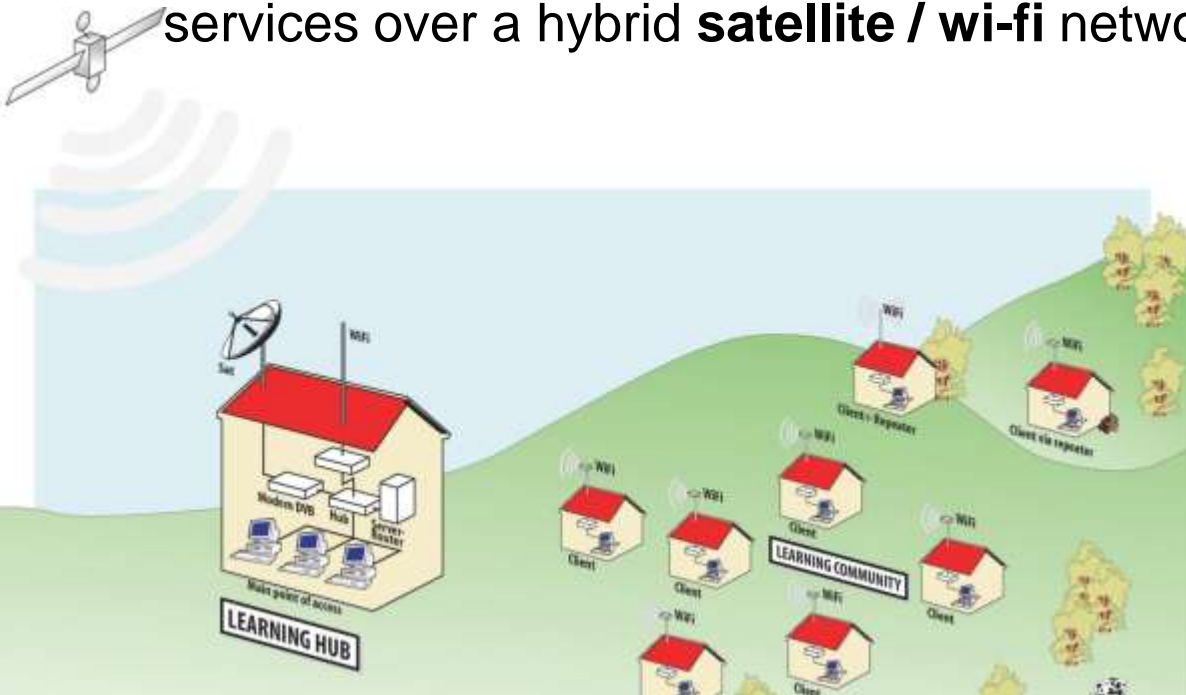 services over a hybrid satellite / wi-fi netwo
WiFi
Sat
WiFi
Client + Repeater
WiFi
Client via repeater
WiFi
Client
WiFi
Client
WiFi
Client
WiFi
Client
LEARNING COMMUNITY
WiFi
Client
WiFi
Modem DVB
Hub
Server-
Router
Main point of access
LEARNING HUB